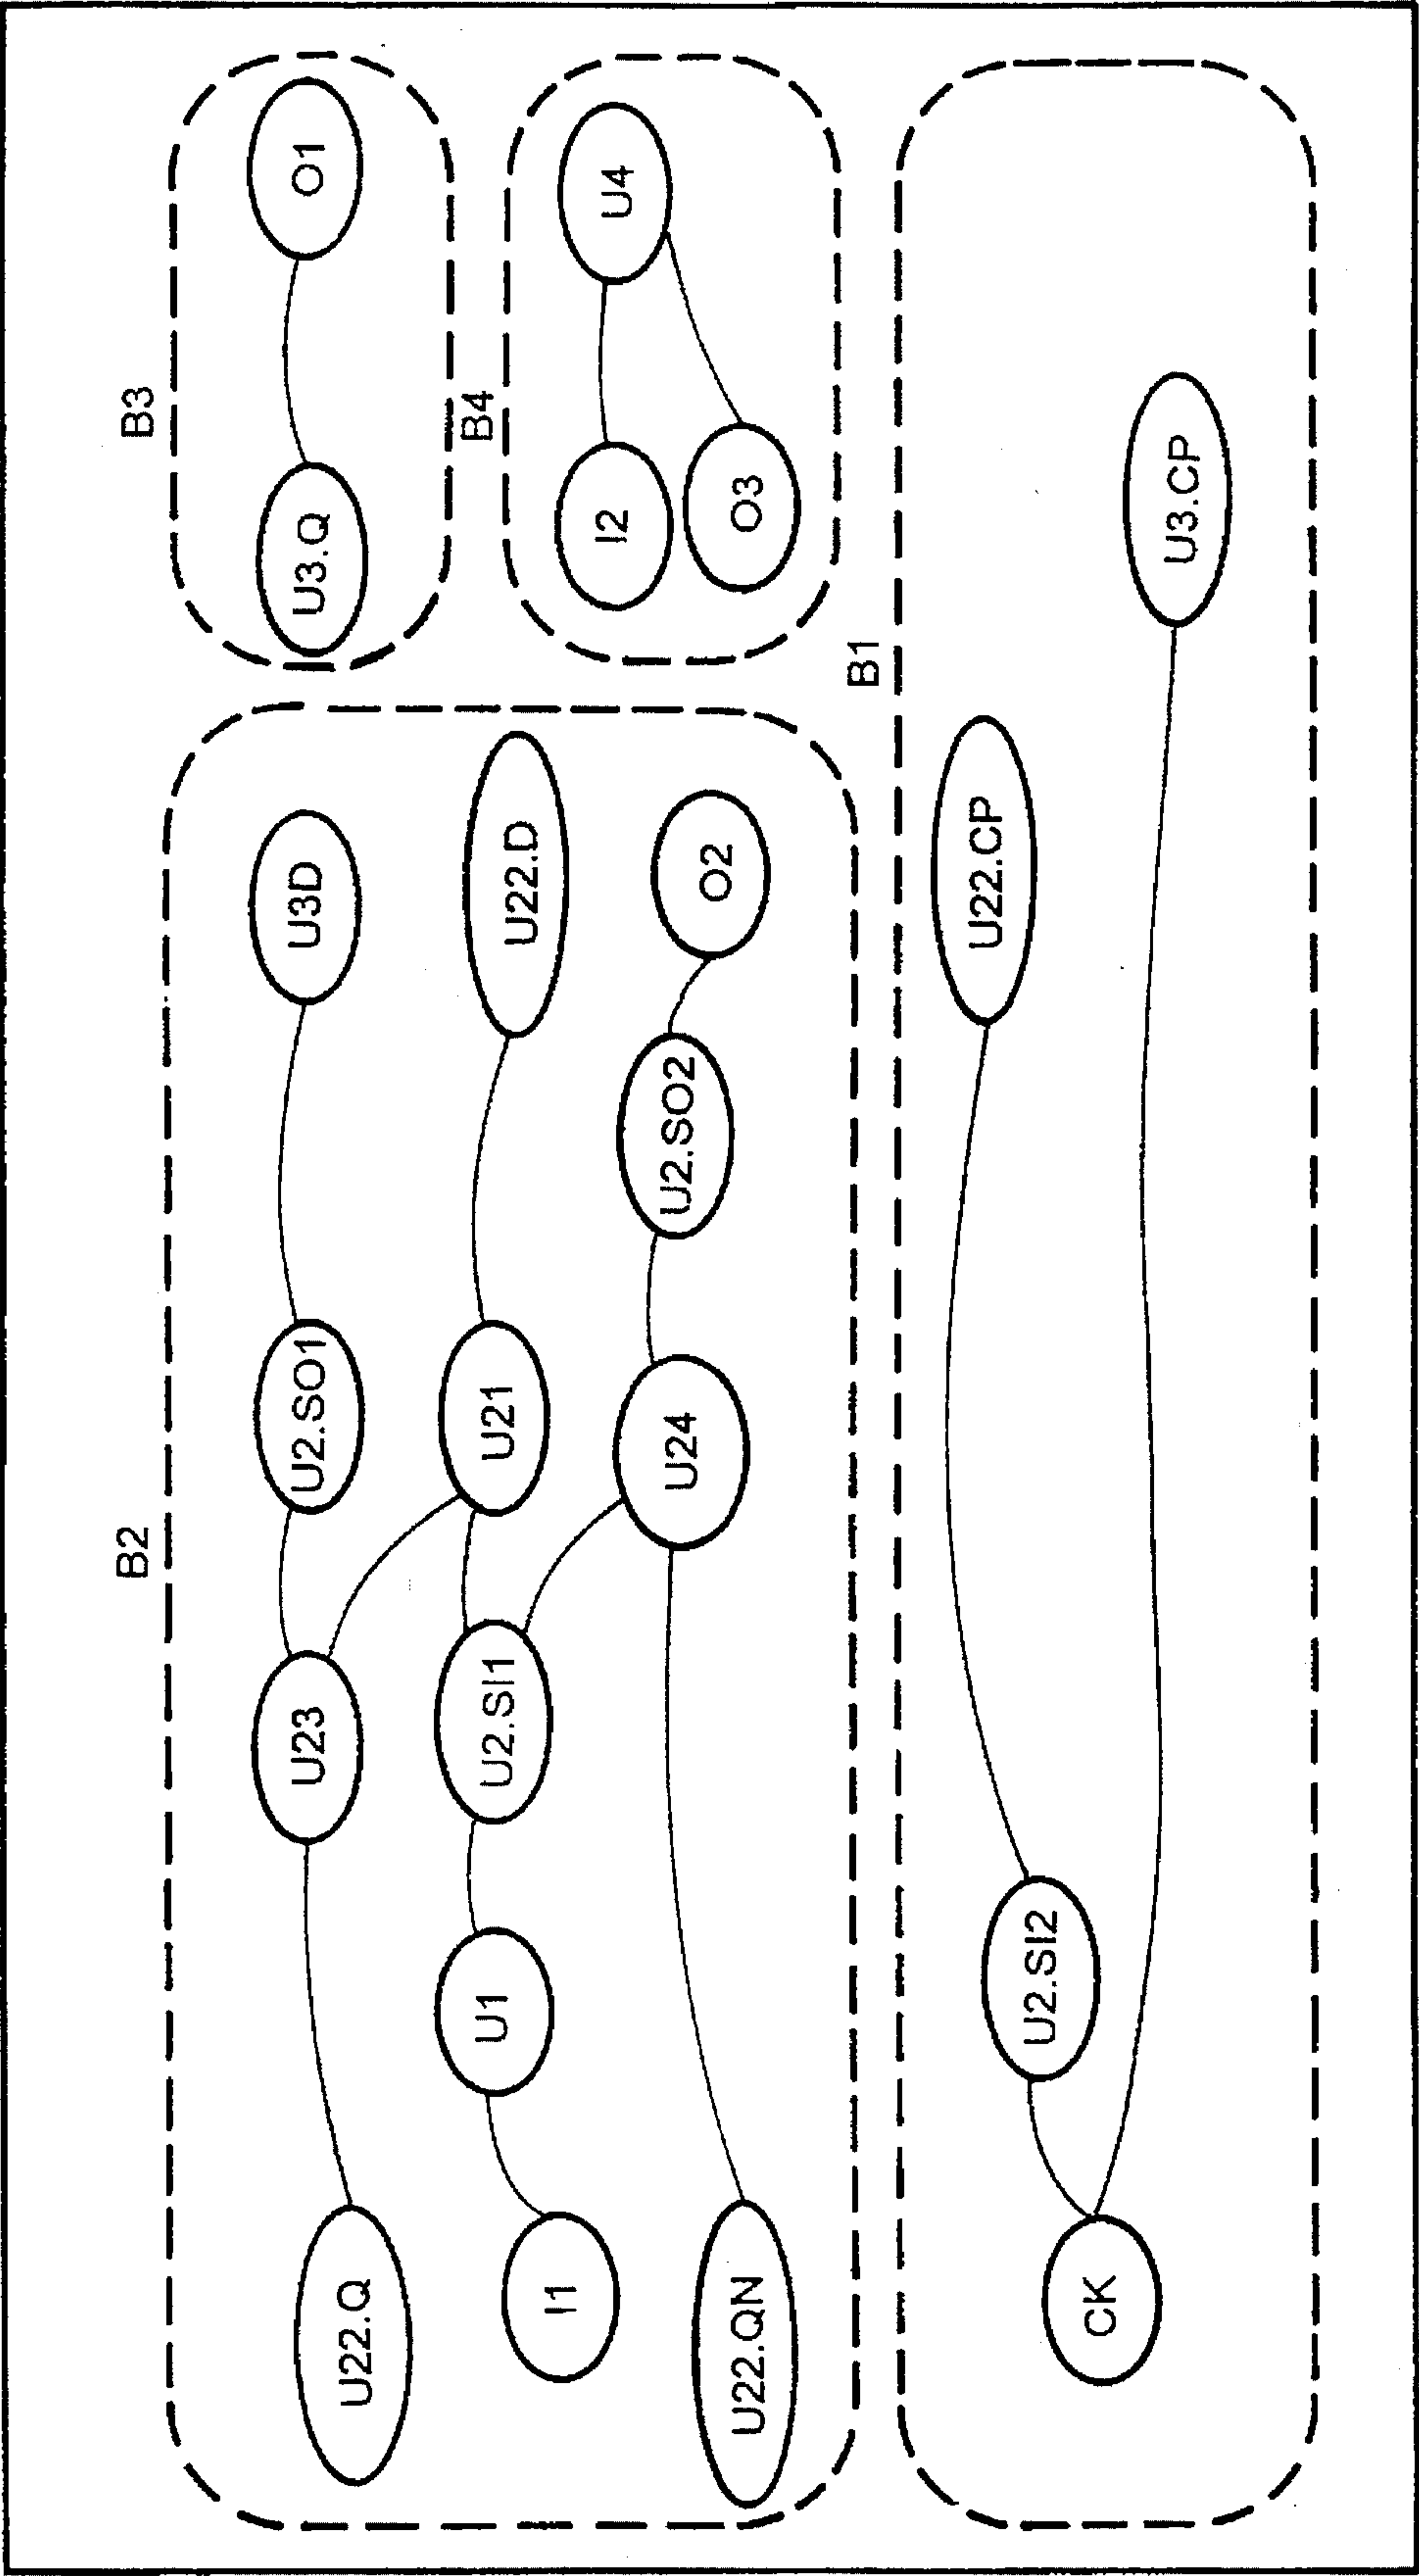 B2
U22.Q
U23
U2.SO1
U3D
I1
U1
U2.SI1
U21
U22.D
U22.QN
U24
U2.SO2
O2
B3
U3.Q
O1
B4
I2
U4
O3
B1
CK
U2.SI2
U22.CP
U3.CP